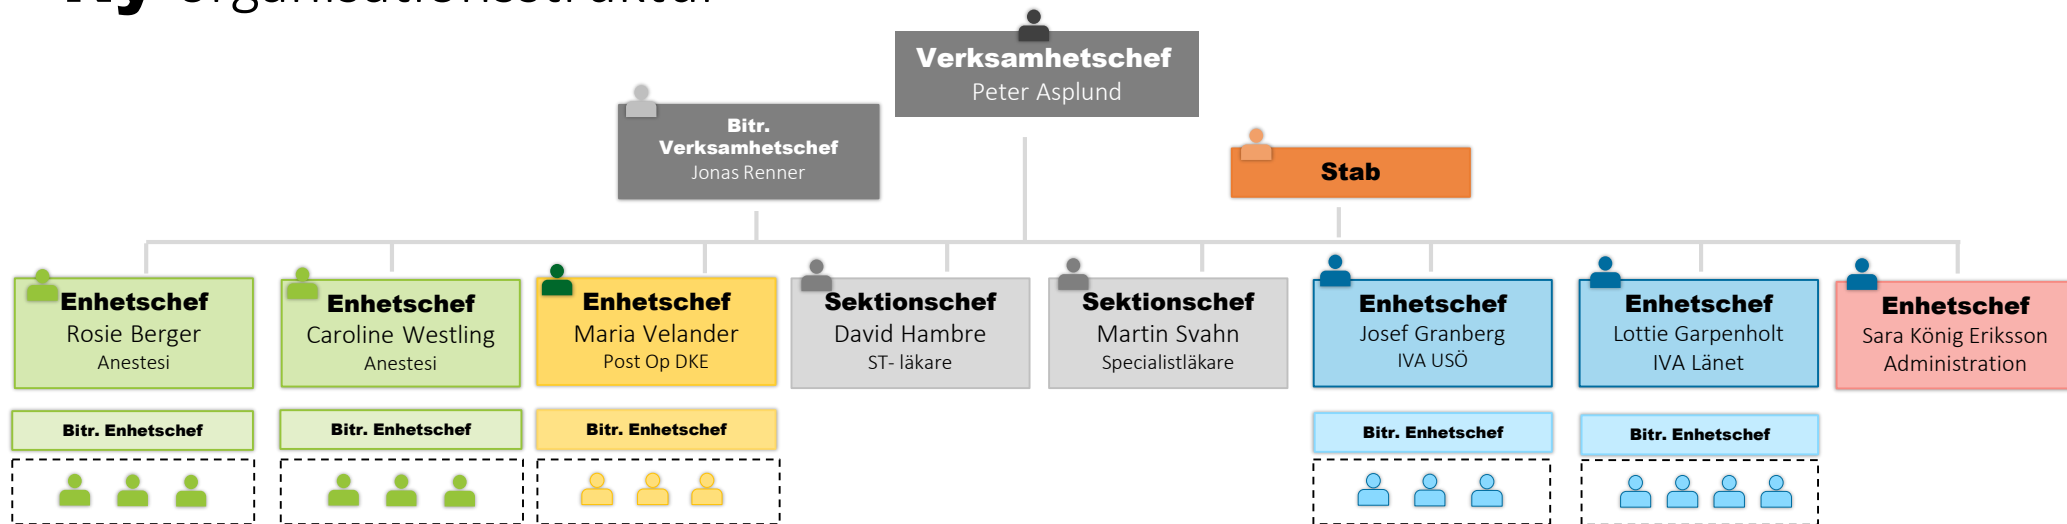 Ny organisationsstruktur
Verksamhetschef
Peter Asplund
Bitr.
Verksamhetschef
Jonas Renner
Stab
Enhetschef
Rosie Berger
Anestesi
Enhetschef
Caroline Westling
Anestesi
Enhetschef
Maria Velander
Post Op DKE
Sektionschef
David Hambre
ST- läkare
Sektionschef
Martin Svahn
Specialistläkare
Enhetschef
Josef Granberg
IVA USÖ
Enhetschef
Lottie Garpenholt
IVA Länet
Enhetschef
Sara König Eriksson
Administration
Bitr. Enhetschef
Bitr. Enhetschef
Bitr. Enhetschef
Bitr. Enhetschef
Bitr. Enhetschef